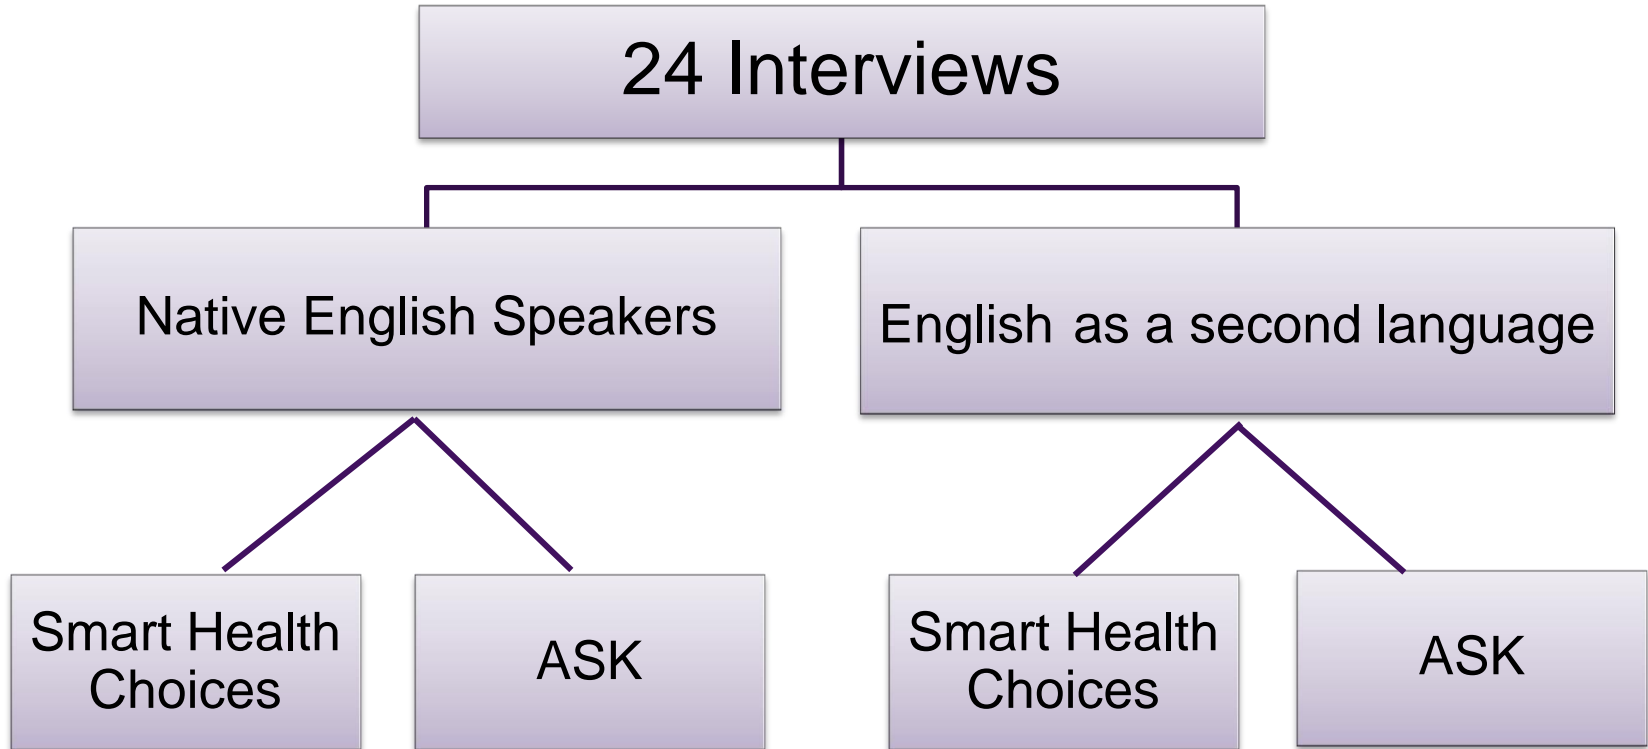 24 Interviews
Native English Speakers
English as a second language
Smart Health
Choices
ASK
Smart Health
Choices
ASK